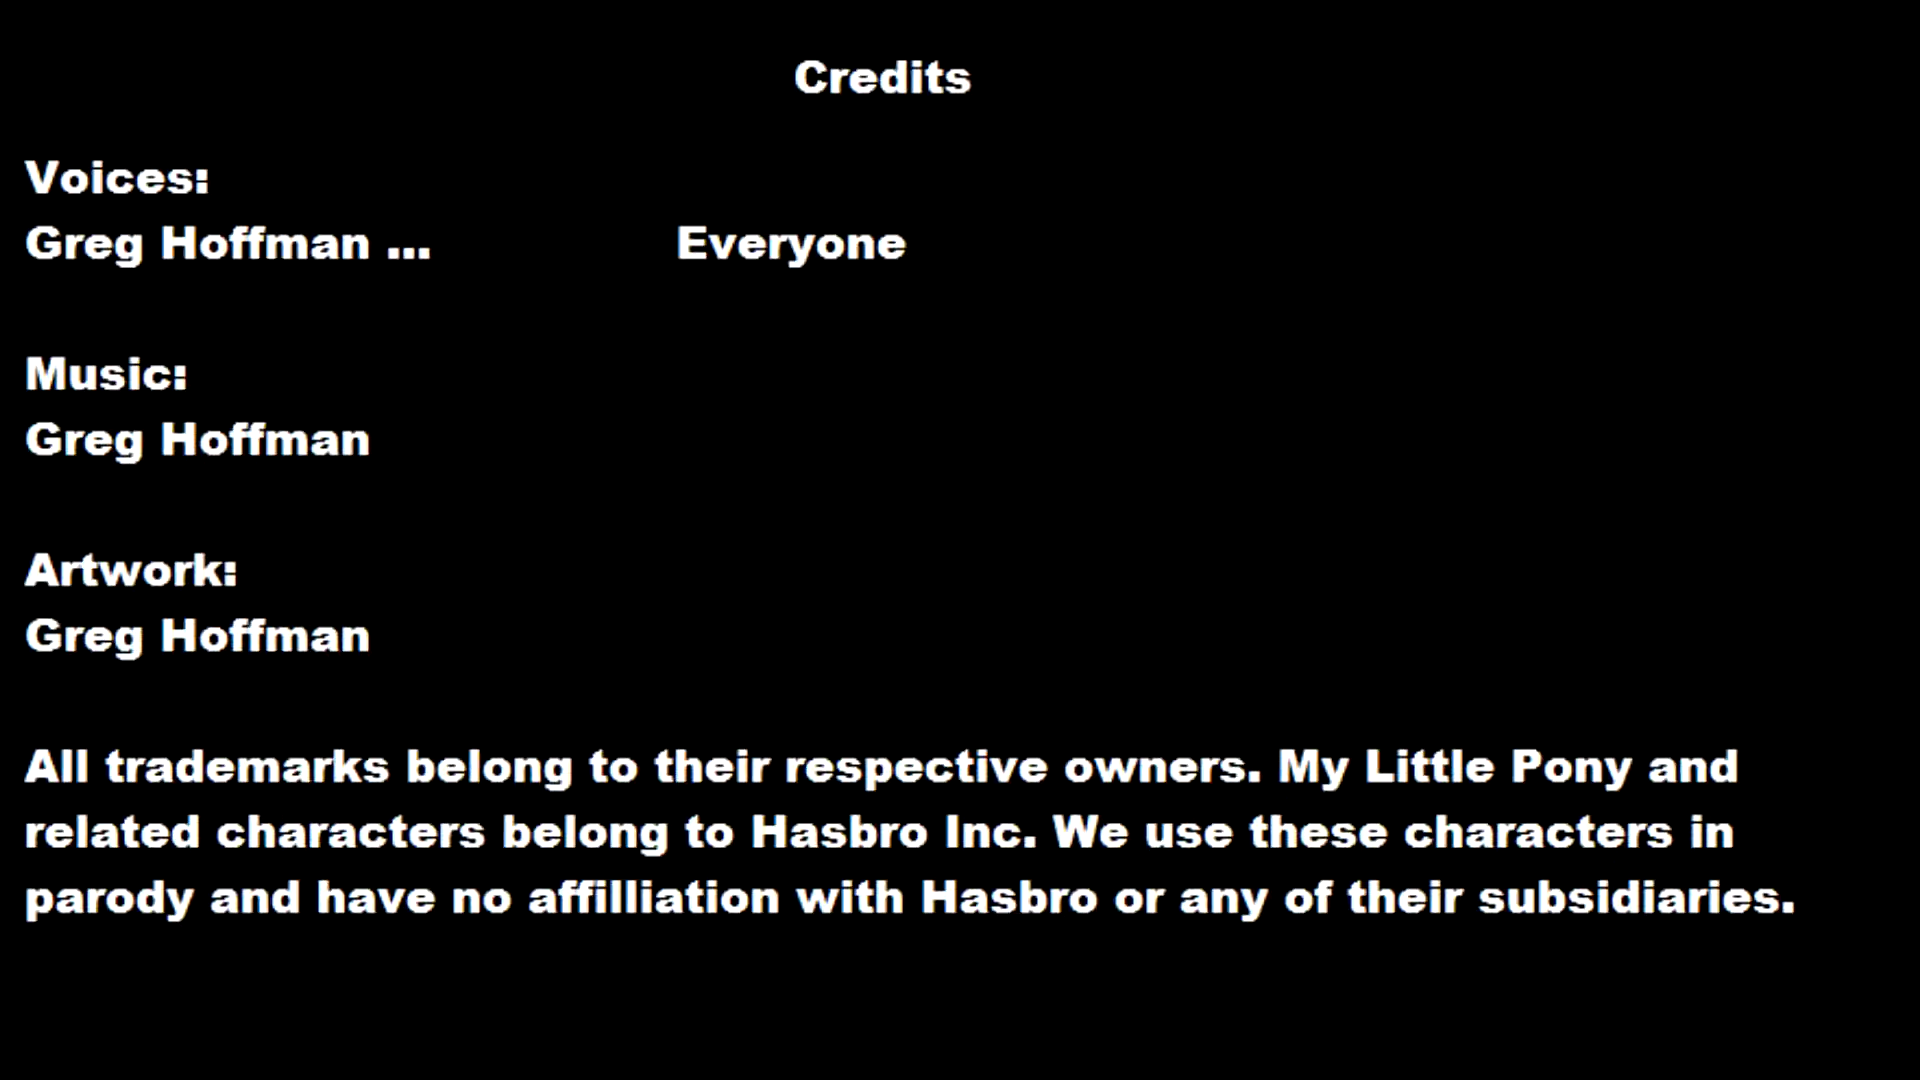 Credits
Voices:
Greg Hoffman ... Everyone
Music:
Greg Hoffman
Artwork:
Greg Hoffman
All trademarks belong to their respective owners. My Little Pony and
related characters belong to Hasbro Inc. We use these characters in
parody and have no affilliation with Hasbro or any of their subsidiaries.